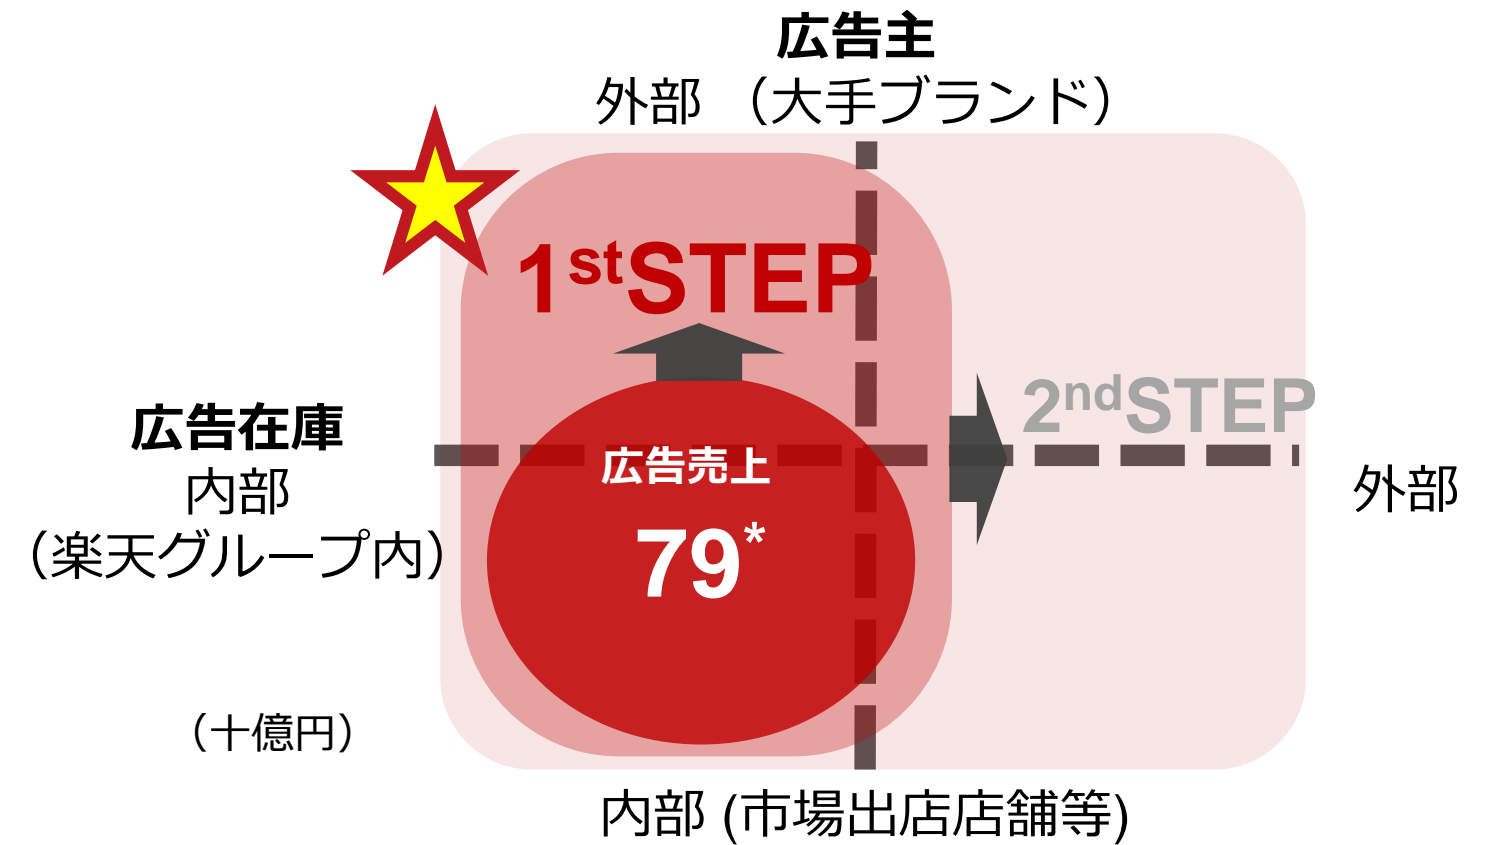 広告主
外部 （大手ブランド）
1stSTEP
2ndSTEP
広告在庫
内部
（楽天グループ内）
広告売上
79*
外部
（十億円）
内部 (市場出店店舗等)